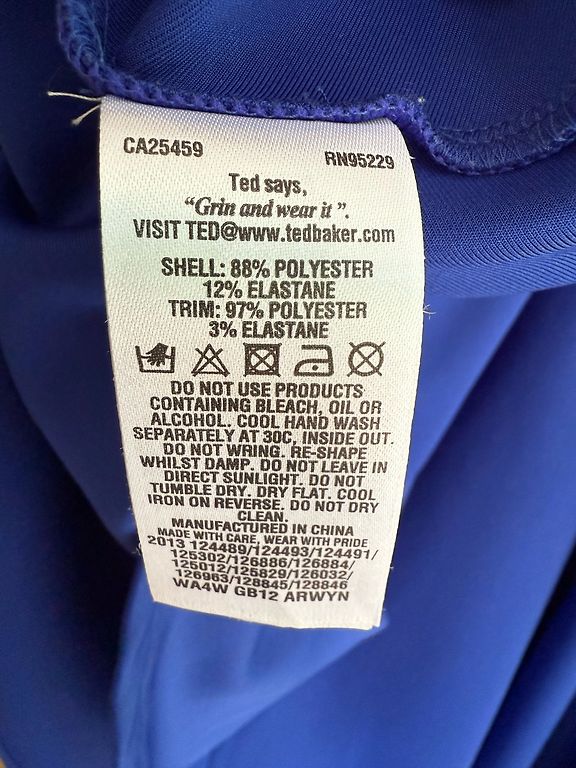 CA25459
RN95229
Ted says,
“Grin and wear it”.
VISIT TED@www.tedbaker.com
SHELL: 88% POLYESTER
12% ELASTANE
TRIM: 97% POLYESTER
3% ELASTANE
DO NOT USE PRODUCTS
CONTAINING BLEACH, OIL OR
ALCOHOL. COOL HAND WASH
SEPARATELY AT 30C, INSIDE OUT.
DO NOT WRING. RE-SHAPE
WHILST DAMP. DO NOT LEAVE IN
DIRECT SUNLIGHT. DO NOT
TUMBLE DRY. DRY FLAT. COOL
IRON ON REVERSE. DO NOT DRY
CLEAN.
MANUFACTURED IN CHINA
MADE WITH CARE, WEAR WITH PRIDE
2013 124489/124493/124491/
125302/126886/126884/
125012/125829/126032/
126963/128845/128846
WA4W GB12 ARWYN